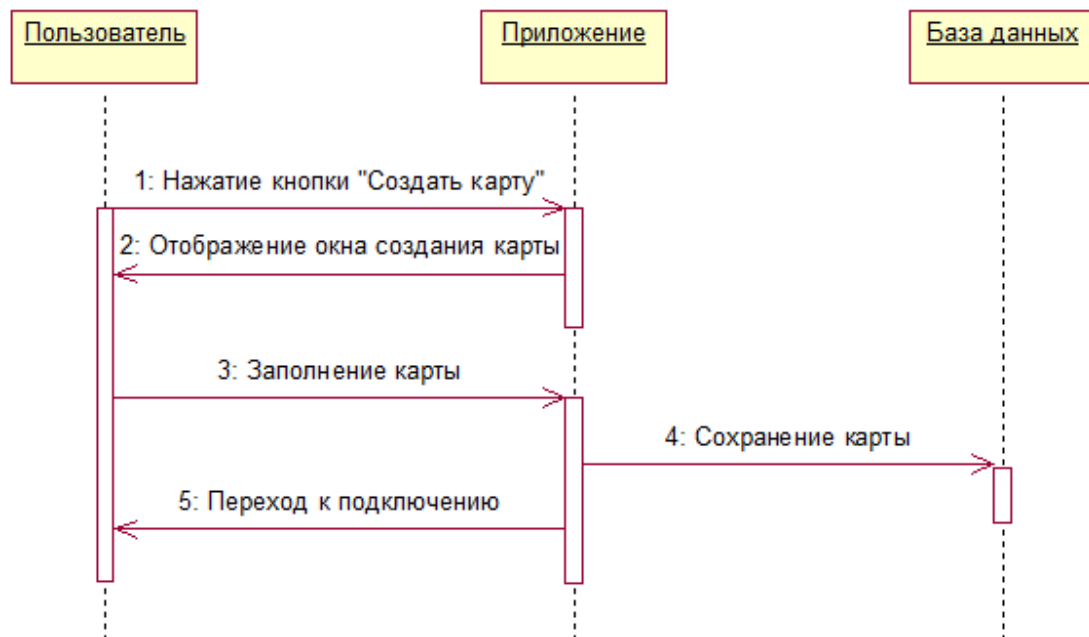 Пользователь
Приложение
База данных
1: Нажатие кнопки "Создать карту"
2: Отображение окна создания карты
3: Заполнение карты
4: Сохранение карты
5: Переход к подключению